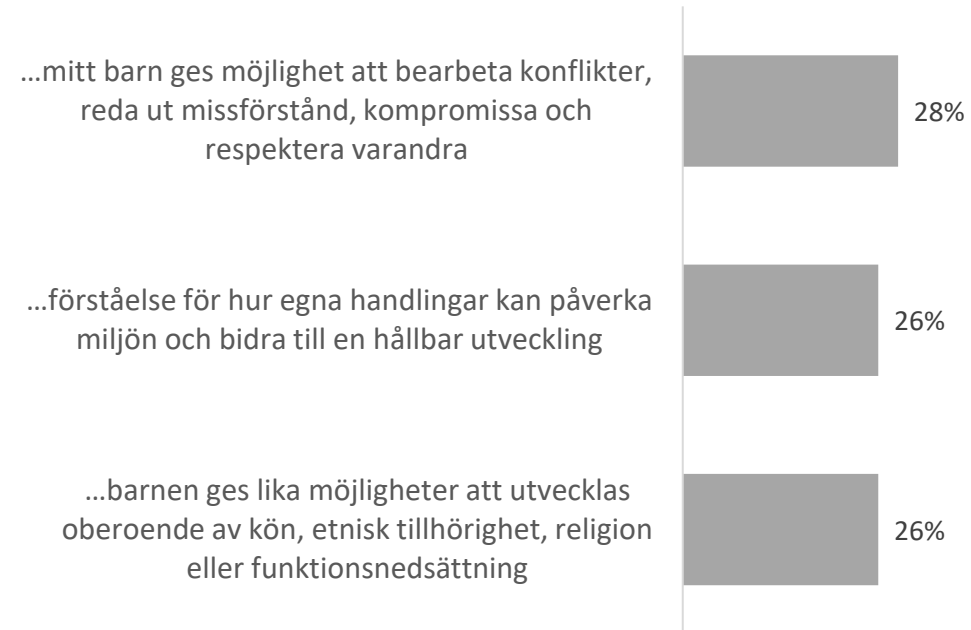 ...mitt barn ges möjlighet att bearbeta konflikter,
reda ut missförstånd, kompromissa och
respektera varandra
28%
...förståelse för hur egna handlingar kan påverka
miljön och bidra till en hållbar utveckling
26%
...barnen ges lika möjligheter att utvecklas
oberoende av kön, etnisk tillhörighet, religion
eller funktionsnedsättning
26%